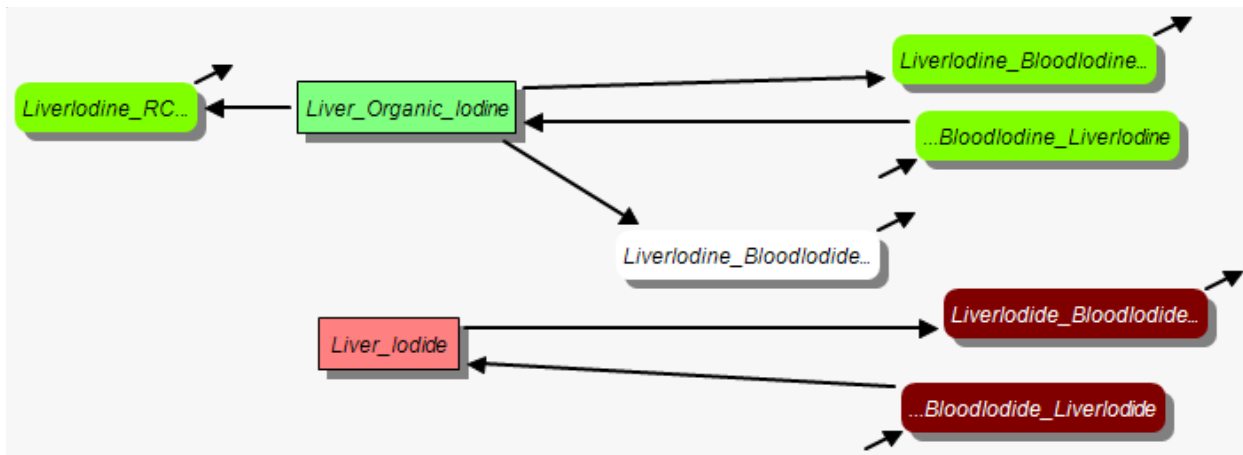 LiverIodine_BloodIodine...
LiverIodine_RC...
Liver_Organic_Iodine
...BloodIodine_LiverIodine
LiverIodine_BloodIodide...
LiverIodide_BloodIodide...
Liver_Iodide
...BloodIodide_LiverIodide